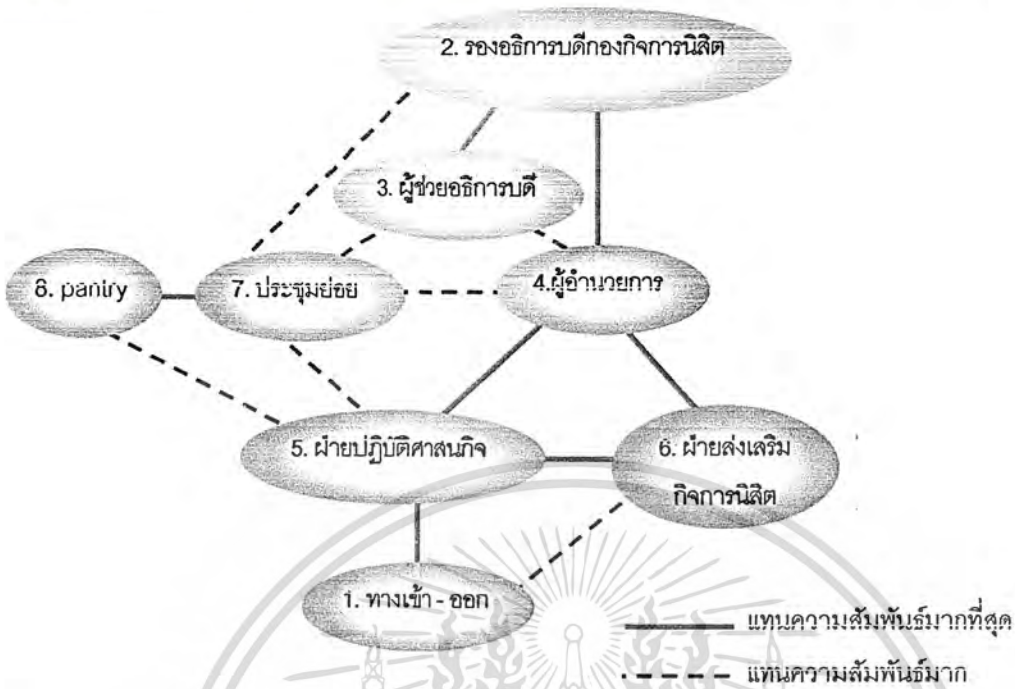 2. รองอธิการบดีกองกิจการนิสิต
3. ผู้ช่วยอธิการบดี
8. pantry
7. ประชุมย่อย
4.ผู้อำนวยการ
5. ฝ่ายปฏิบัติศาสนกิจ
6. ฝ่ายส่งเสริม
กิจการนิสิต
1. ทางเข้า - ออก
แทนความสัมพันธ์มากที่สุด
แทนความสัมพันธ์มาก